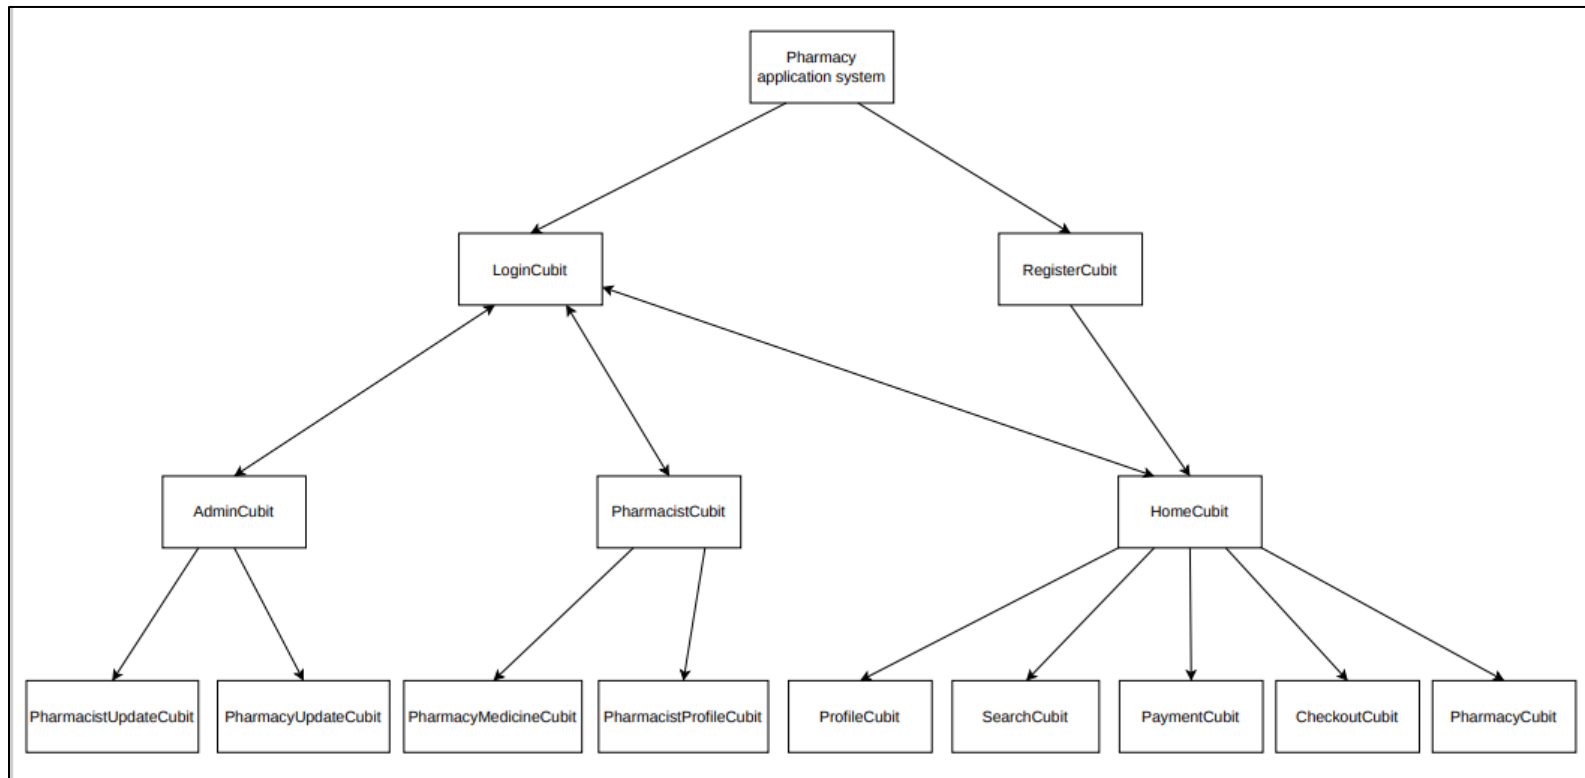 Pharmacy
application system
LoginCubit
RegisterCubit
AdminCubit
PharmacistCubit
HomeCubit
PharmacistUpdateCubit
PharmacyUpdateCubit
PharmacyMedicineCubit
PharmacistProfileCubit
ProfileCubit
SearchCubit
PaymentCubit
CheckoutCubit
PharmacyCubit